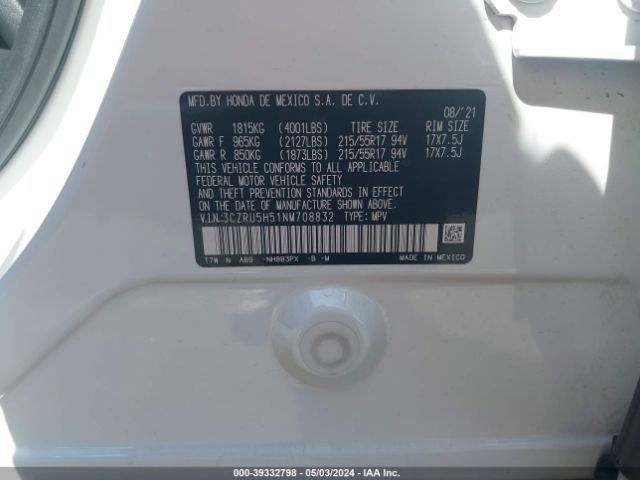 MFD.BY HONDA DE MEXICO S.A. DE C.V.
08/'21
GVWR 1815KG (4001LBS) TIRE SIZE RIM SIZE
GAWR F 965KG (2127LBS) 215/55R17 94V 17X7.5J
GAWR R 850KG (1873LBS) 215/55R17 94V 17X7.5J
THIS VEHICLE CONFORMS TO ALL APPLICABLE
FEDERAL MOTOR VEHICLE SAFETY
AND THEFT PREVENTION STANDARDS IN EFFECT
ON THE DATE OF MANUFACTURE SHOWN ABOVE.
V.I.N:3CZRU5H51NM708832 TYPE: MPV
T7W N AB9 -NH883PX -B -M MADE IN MEXICO
000-39332798 - 05/03/2024 - IAA Inc.